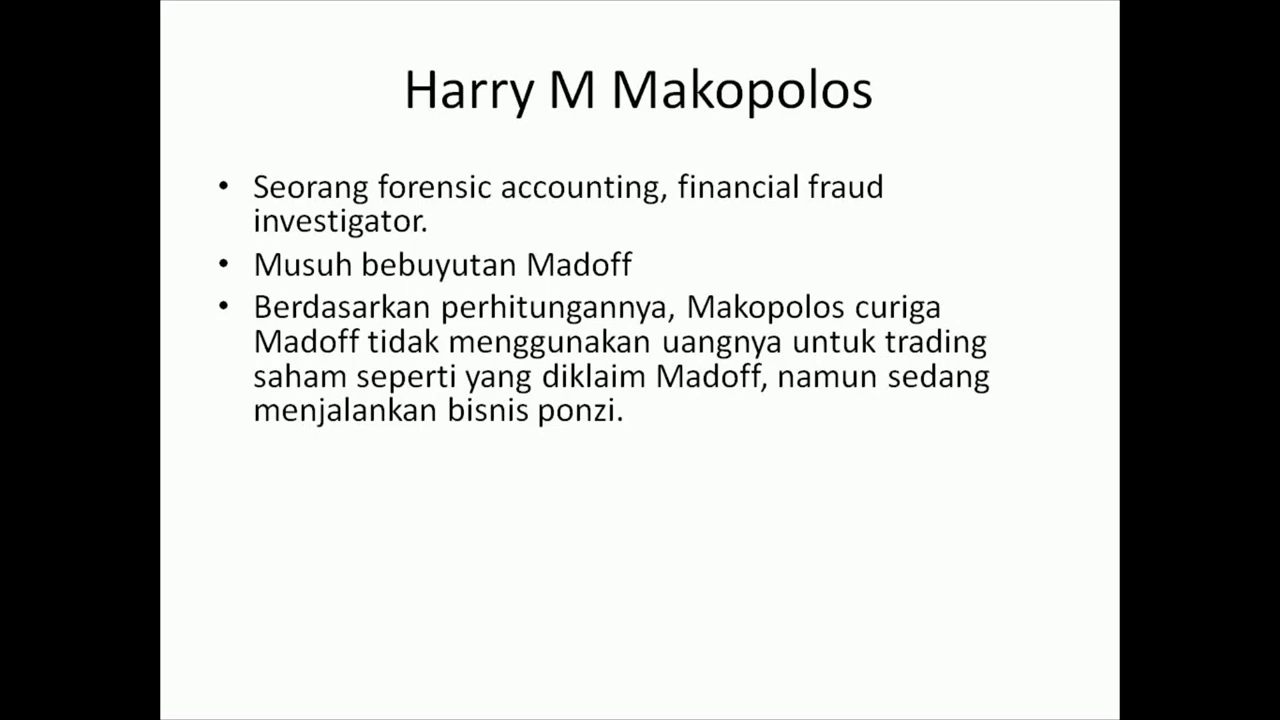 Harry M Makopolos
• Seorang forensic accounting, financial fraud
investigator.
• Musuh bebuyutan Madoff
• Berdasarkan perhitungannya, Makopolos curiga
Madoff tidak menggunakan uangnya untuk trading
saham seperti yang diklaim Madoff, namun sedang
menjalankan bisnis ponzi.